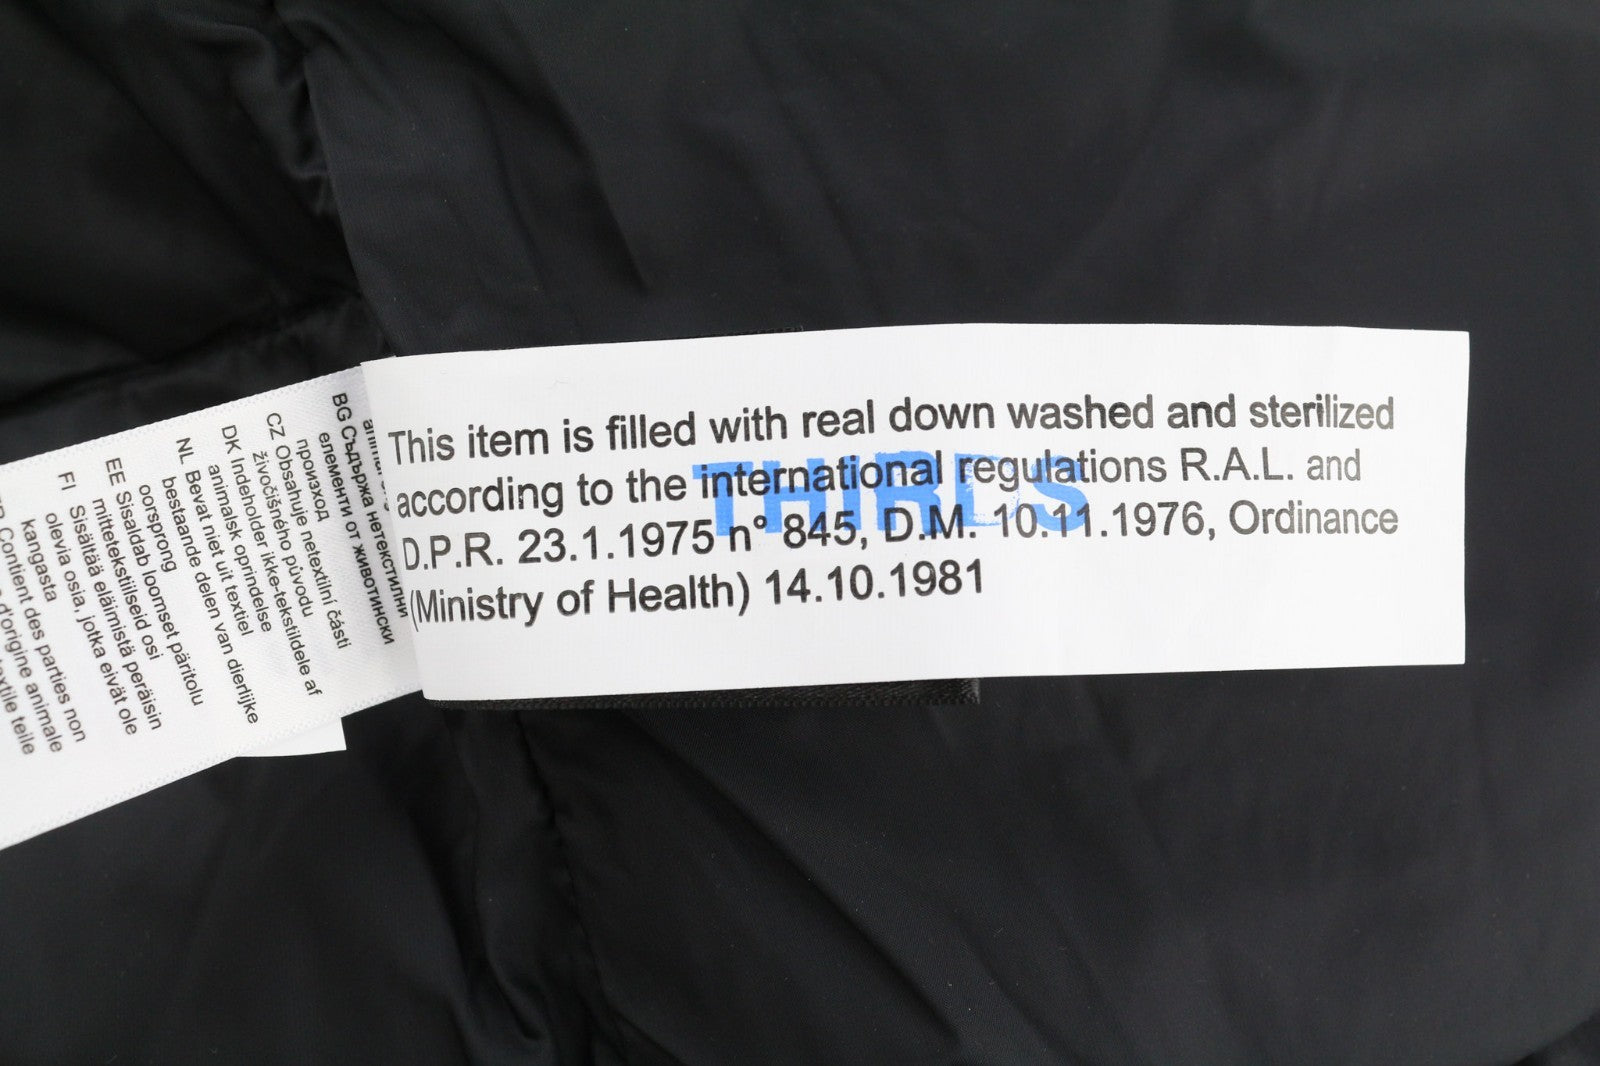 This item is filled with real down washed and sterilized
according to the international regulations R.A.L. and
D.P.R. 23.1.1975 n° 845, D.M. 10.11.1976, Ordinance
(Ministry of Health) 14.10.1981
THIRDS
BG Съдържа нетекстилни
елементи от животински
произход
CZ Obsahuje netextilní části
živočišného původu
DK Indeholder ikke-tekstildele af
animalsk oprindelse
NL Bevat niet uit textiel
bestaande delen van dierlijke
oorsprong
EE Sisaldab loomset päritolu
mittetekstiilseid osi
FI Sisältää eläimistä peräisin
olevia osia, jotka eivät ole
kangasta
Contient des parties non
d'origine animale
teile